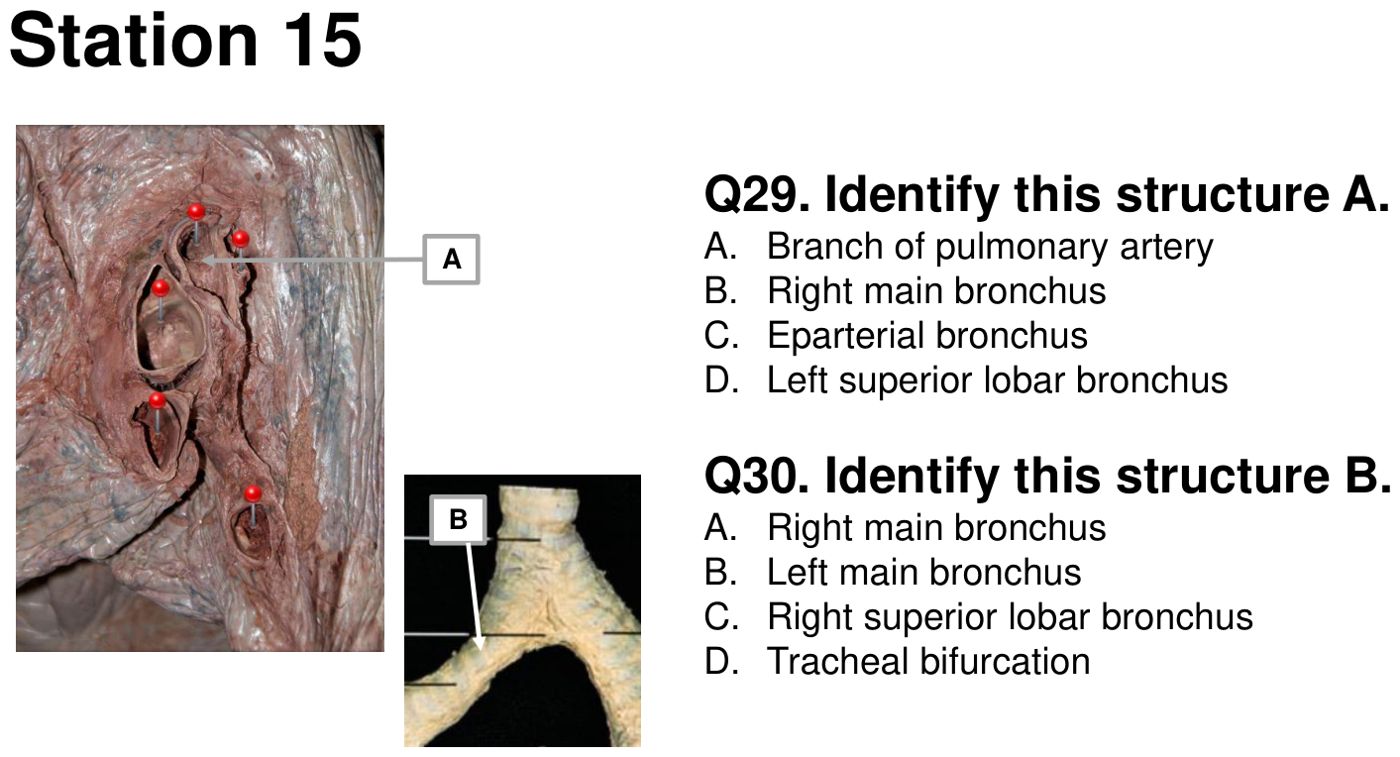 Station 15
A
B
Q29. Identify this structure A.
A. Branch of pulmonary artery
B. Right main bronchus
C. Eparterial bronchus
D. Left superior lobar bronchus
Q30. Identify this structure B.
A. Right main bronchus
B. Left main bronchus
C. Right superior lobar bronchus
D. Tracheal bifurcation